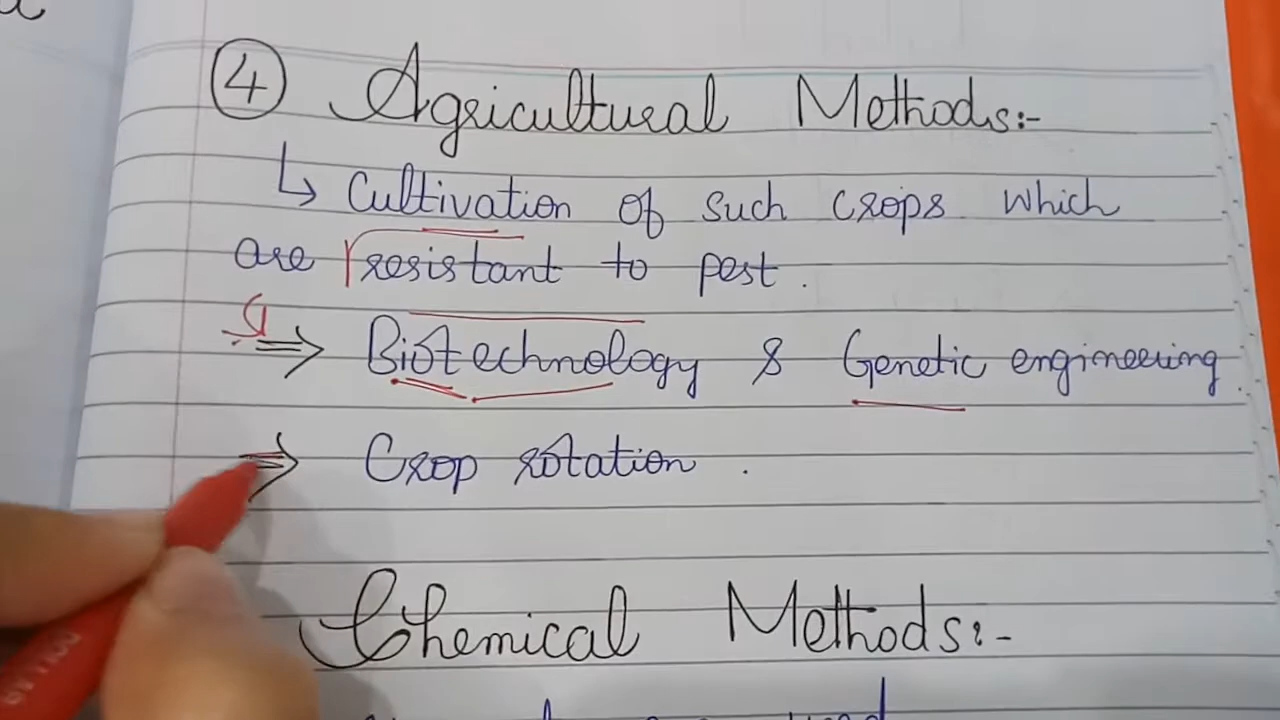 ④ Agricultural Methods:-
↳ Cultivation of such crops which
are resistant to pest.
⇒ Biotechnology & Genetic engineering.
⇒ Crop rotation.
Chemical Methods:-